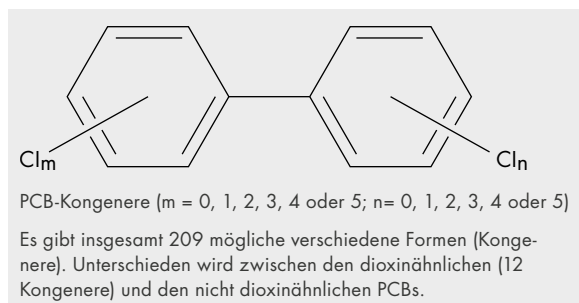 Clm Cln
PCB-Kongenere (m = 0, 1, 2, 3, 4 oder 5; n= 0, 1, 2, 3, 4 oder 5)
Es gibt insgesamt 209 mögliche verschiedene Formen (Konge-
nere). Unterschieden wird zwischen den dioxinähnlichen (12
Kongenere) und den nicht dioxinähnlichen PCBs.